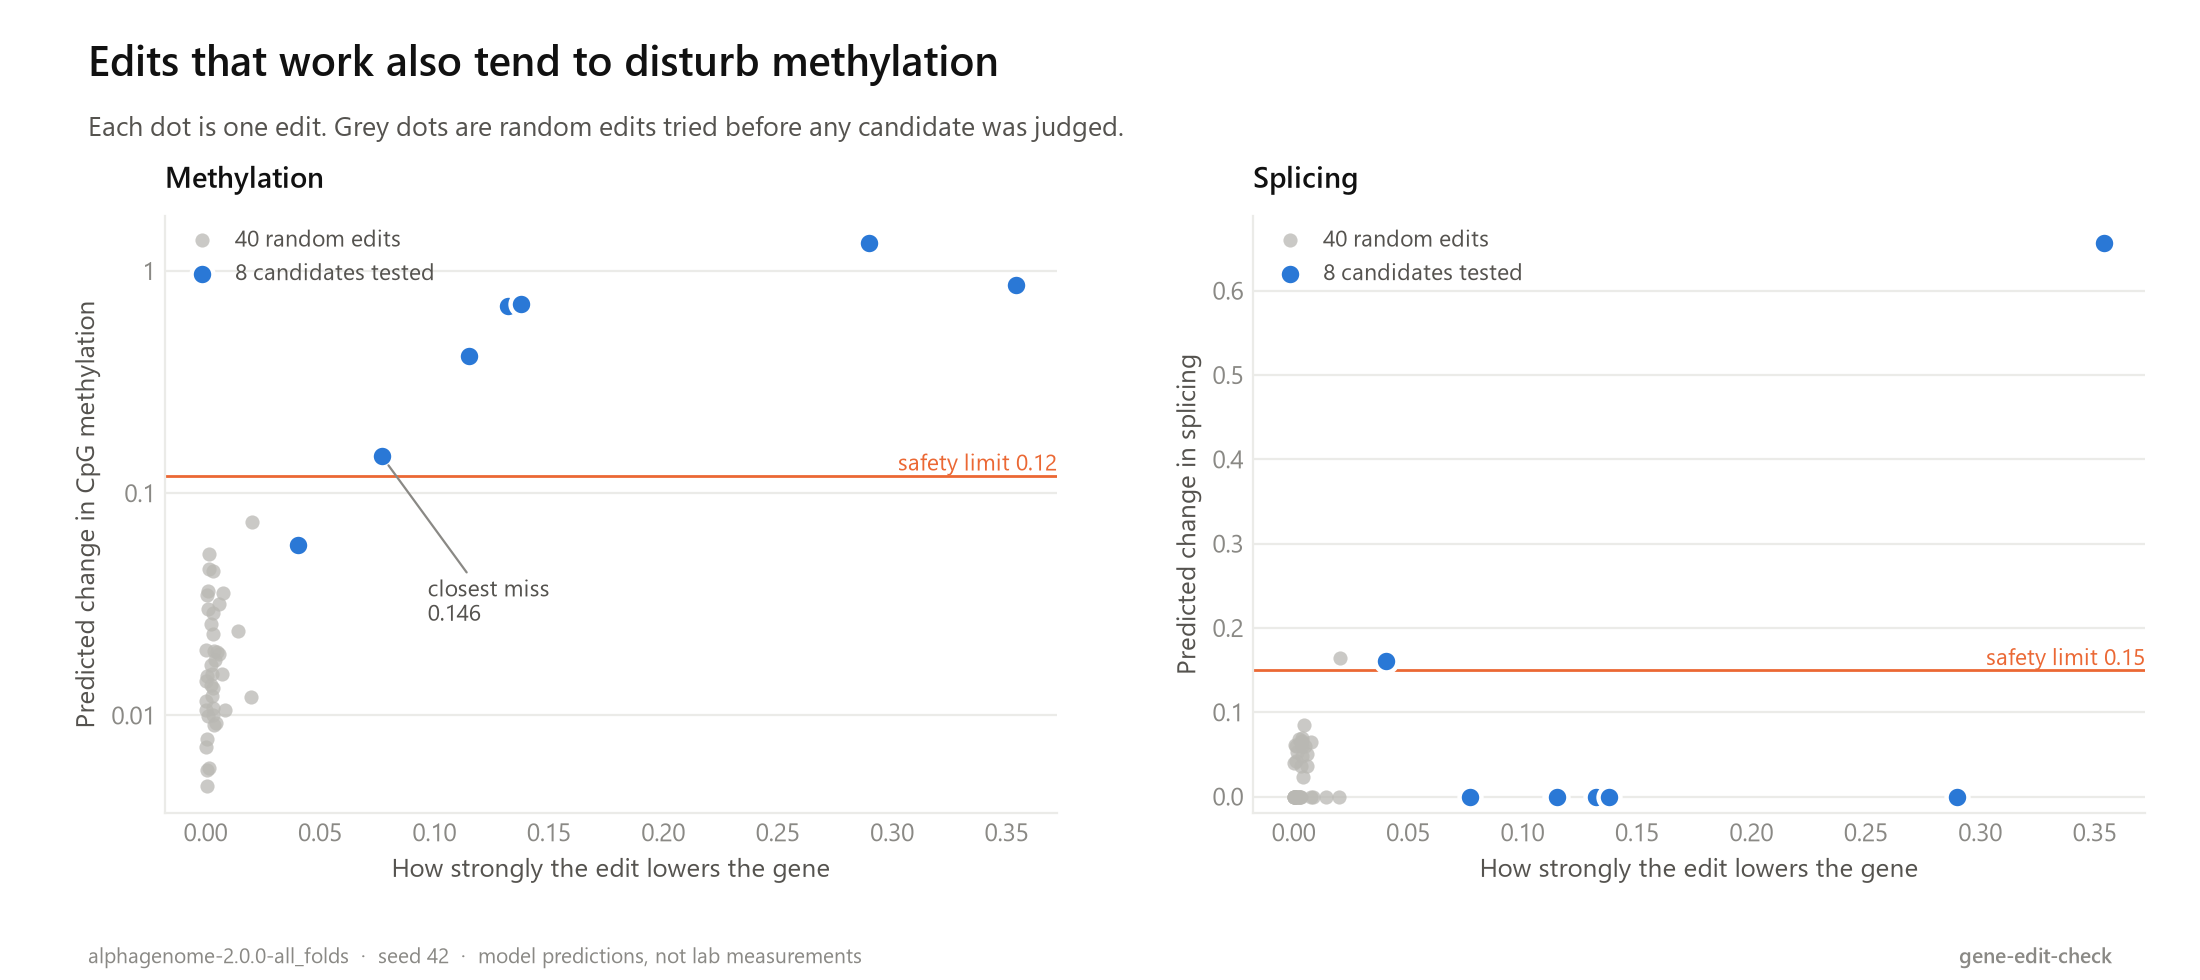 Edits that work also tend to disturb methylation
Each dot is one edit. Grey dots are random edits tried before any candidate was judged.
Methylation
40 random edits
8 candidates tested
1
0.1
0.01
Predicted change in CpG methylation
safety limit 0.12
closest miss
0.146
0.00 0.05 0.10 0.15 0.20 0.25 0.30 0.35
How strongly the edit lowers the gene
Splicing
40 random edits
8 candidates tested
0.6
0.5
0.4
0.3
0.2
0.1
0.0
Predicted change in splicing
safety limit 0.15
0.00 0.05 0.10 0.15 0.20 0.25 0.30 0.35
How strongly the edit lowers the gene
alphagenome-2.0.0-all_folds · seed 42 · model predictions, not lab measurements
gene-edit-check